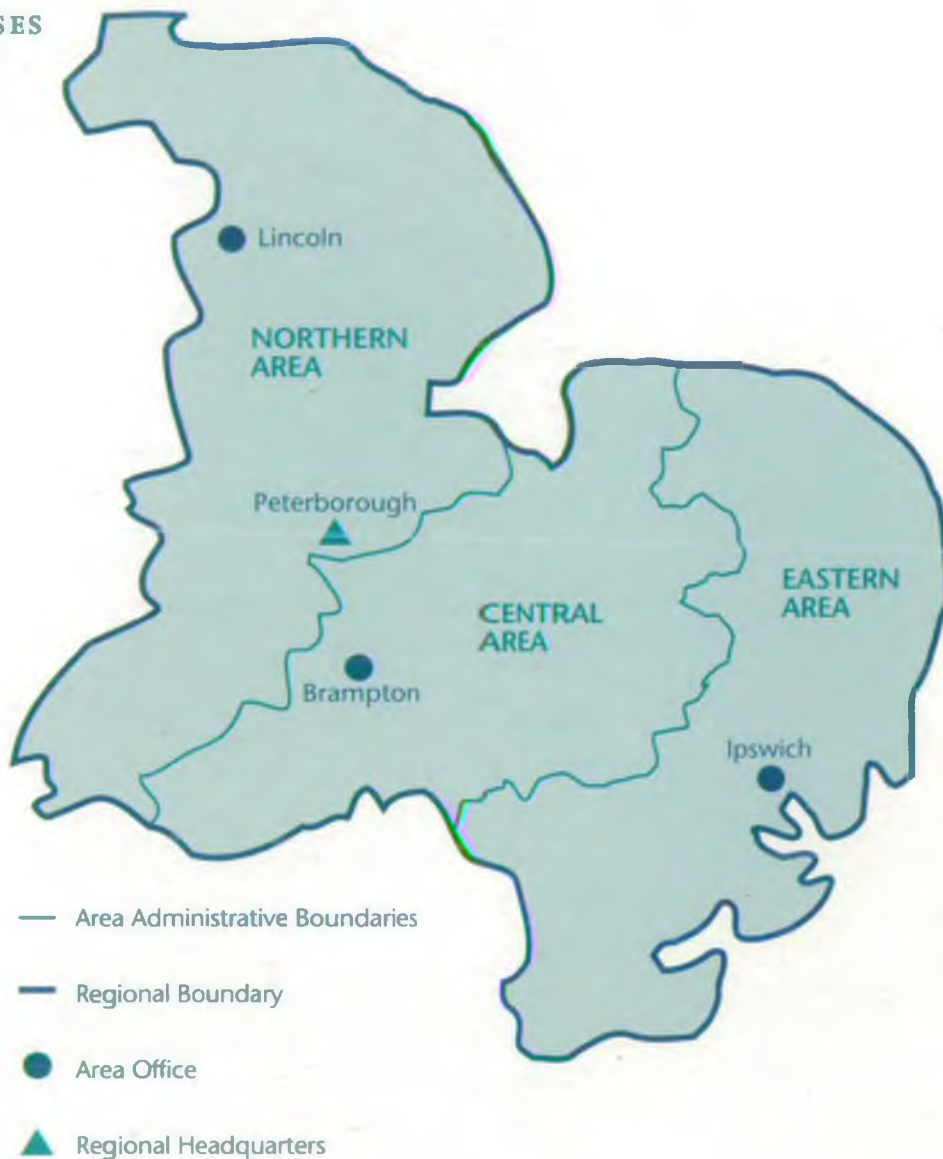 Lincoln
NORTHERN
AREA
Peterborough
EASTERN
AREA
CENTRAL
AREA
Brampton
Ipswich
Area Administrative Boundaries
Regional Boundary
Area Office
Regional Headquarters